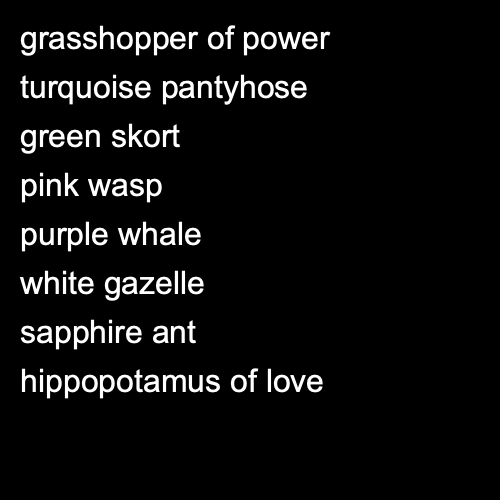 grasshopper of power
turquoise pantyhose
green skort
pink wasp
purple whale
white gazelle
sapphire ant
hippopotamus of love